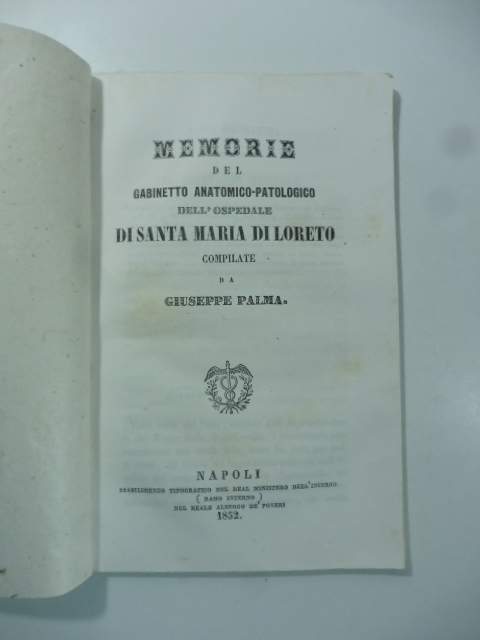 MEMORIE
DEL
GABINETTO ANATOMICO-PATOLOGICO
DELL'OSPEDALE
DI SANTA MARIA DI LORETO
COMPILATE
DA
GIUSEPPE PALMA.
NAPOLI
STABILIMENTO TIPOGRAFICO DEL REAL MINISTERO DELL'INTERNO
(RAMO INTERNO)
NEL REALE ALBERGO DE' POVERI
1852.